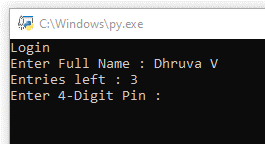 C:\Windows\py.exe
Login
Enter Full Name : Dhruva V
Entries left : 3
Enter 4-Digit Pin :